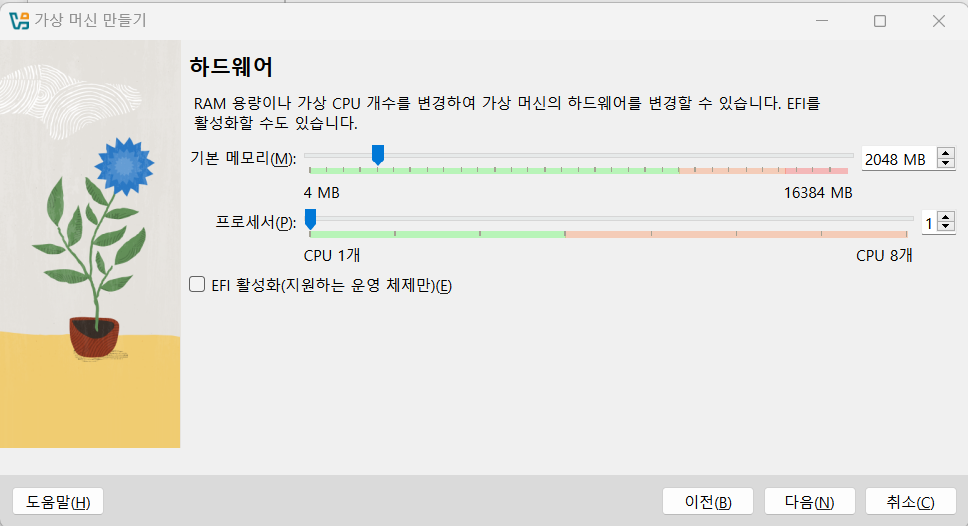 가상 머신 만들기
하드웨어
RAM 용량이나 가상 CPU 개수를 변경하여 가상 머신의 하드웨어를 변경할 수 있습니다. EFI를
활성화할 수도 있습니다.
기본 메모리(M): 2048 MB
4 MB 16384 MB
프로세서(P): 1
CPU 1개 CPU 8개
EFI 활성화(지원하는 운영 체제만)(E)
도움말(H) 이전(B) 다음(N) 취소(C)